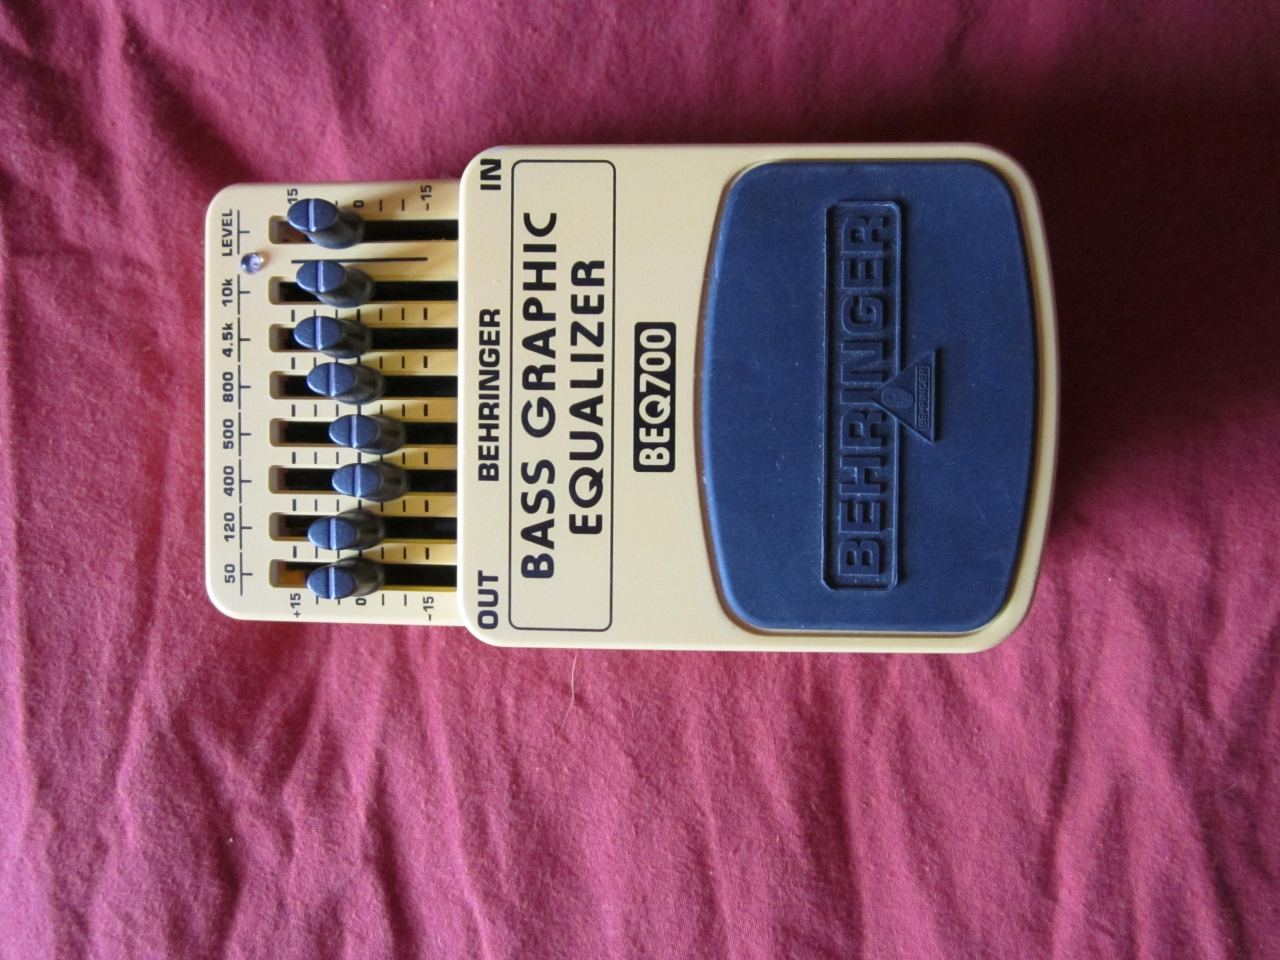 50 120 400 500 800 4.5k 10k LEVEL
+15 15
0 0
-15 -15
OUT BEHRINGER IN
BASS GRAPHIC
EQUALIZER
BEQ700
BEHRINGER
BEHRINGER